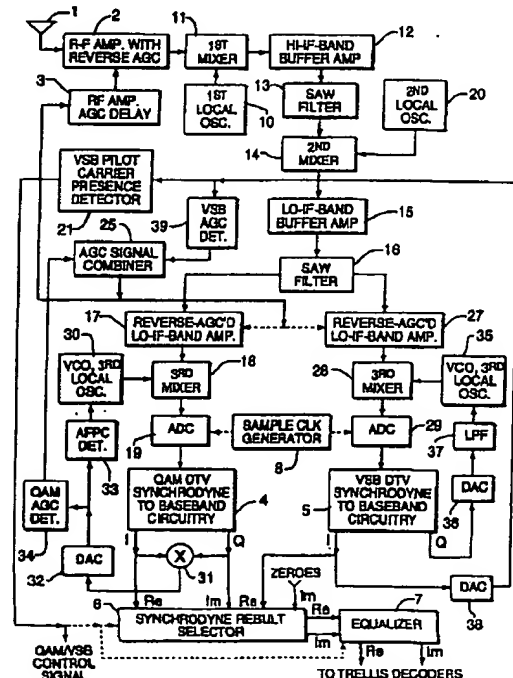 1
2
R-F AMP. WITH
REVERSE AGC
11
1ST
MIXER
HI-IF-BAND
BUFFER AMP
12
3
RF AMP.
AGC DELAY
1ST LOCAL
OSC.
10
13
SAW
FILTER
2ND
LOCAL
OSC.
20
14
2ND
MIXER
VSB PILOT
CARRIER
PRESENCE
DETECTOR
21
25
39
VSB
AGC
DET.
LO-IF-BAND
BUFFER AMP
15
AGC SIGNAL
COMBINER
SAW
FILTER
16
17
REVERSE-AGC'D
LO-IF-BAND AMP.
REVERSE-AGC'D
LO-IF-BAND AMP.
27
30
VCO, 3RD
LOCAL
OSC.
3RD
MIXER
18
28
3RD
MIXER
35
VCO, 3RD
LOCAL
OSC.
AFPC
DET.
33
19
ADC
SAMPLE CLK
GENERATOR
8
ADC
29
LPF
37
QAM
AGC
DET.
34
QAM DTV
SYNCHRODYNE
TO BASEBAND
CIRCUITRY
4
VSB DTV
SYNCHRODYNE
TO BASEBAND
CIRCUITRY
5
DAC
36
DAC
32
I
Q
X
31
I
Q
ZEROES
DAC
38
6
Re
Im
Re
Im
SYNCHRODYNE RESULT
SELECTOR
Re
Im
EQUALIZER
7
QAM/VSB
CONTROL
SIGNAL
Re
Im
TO TRELLIS DECODERS